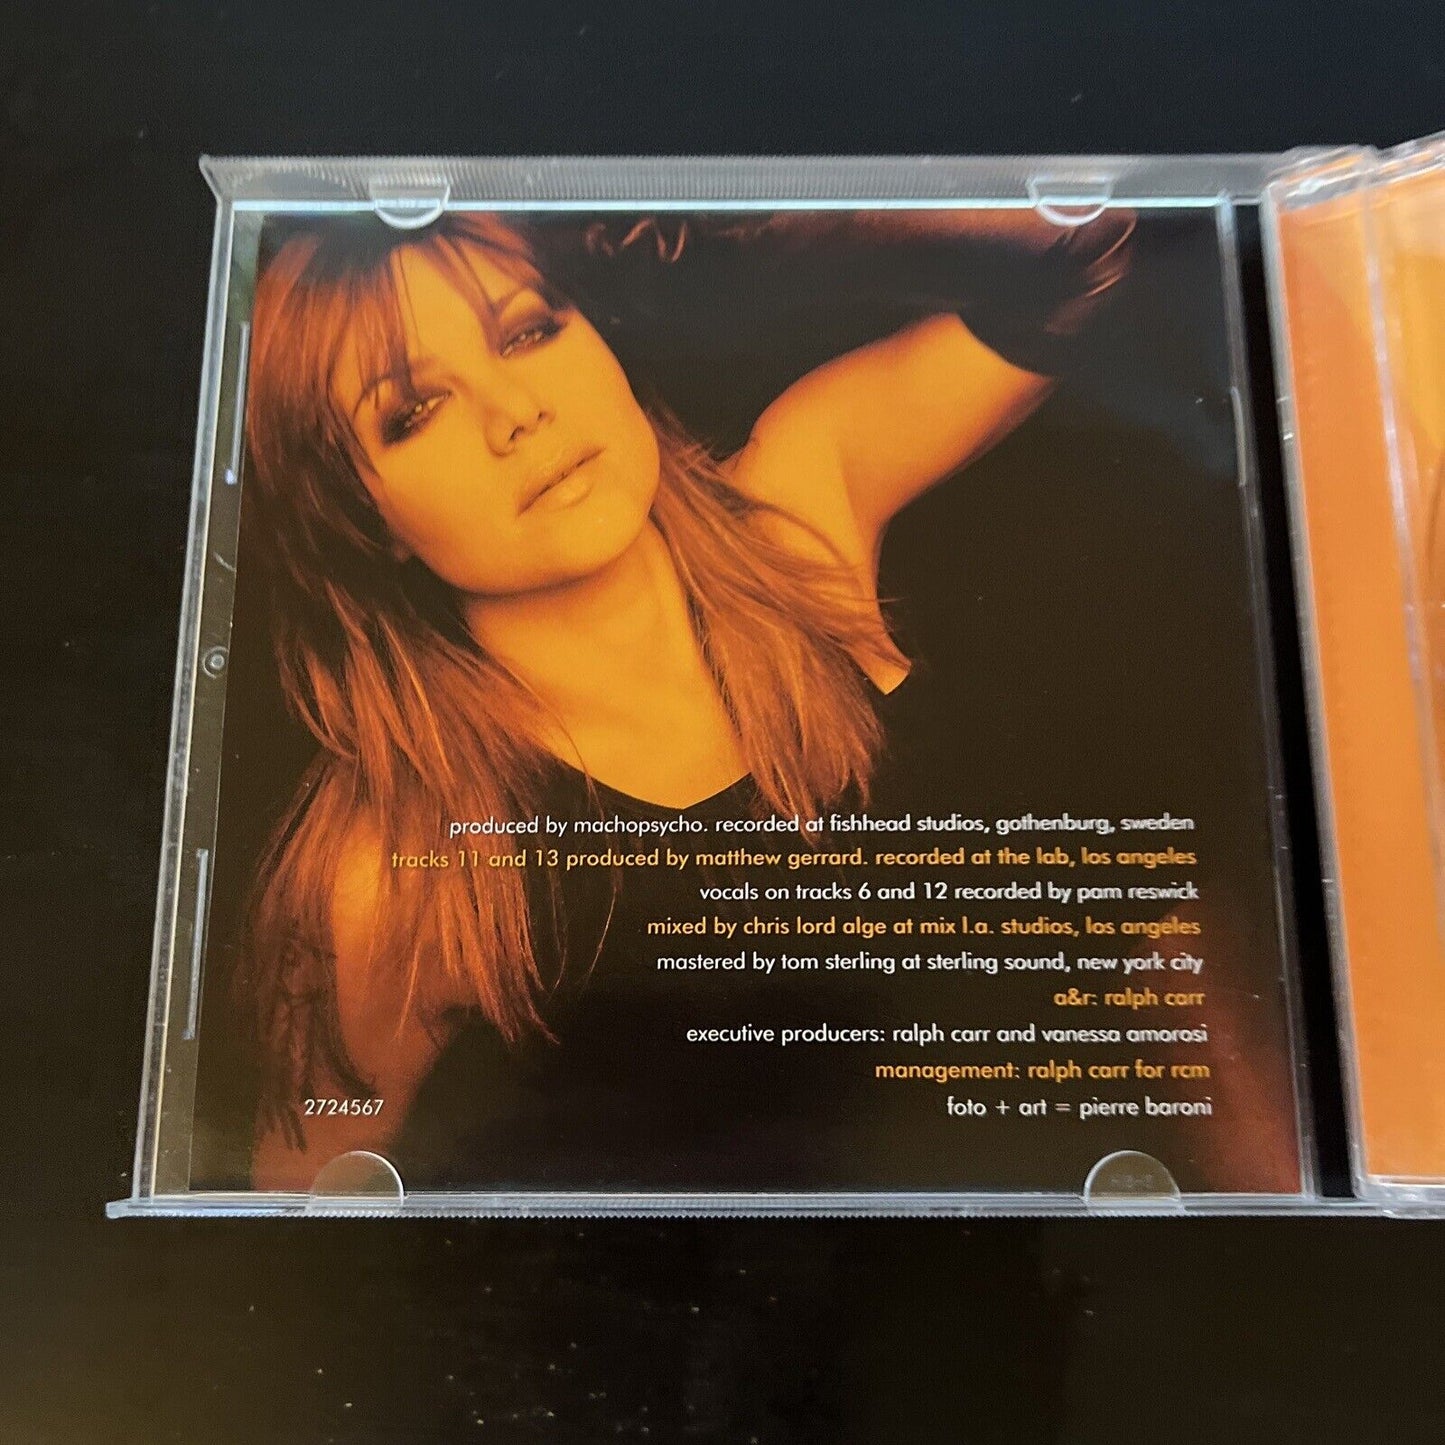 produced by machopsycho. recorded at fishhead studios, gothenburg, sweden
tracks 11 and 13 produced by matthew gerrard. recorded at the lab, los angeles
vocals on tracks 6 and 12 recorded by pam reswick
mixed by chris lord alge at mix l.a. studios, los angeles
mastered by tom sterling at sterling sound, new york city
a&r: ralph carr
executive producers: ralph carr and vanessa amorosi
management: ralph carr for rcm
2724567 foto + art = pierre baroni